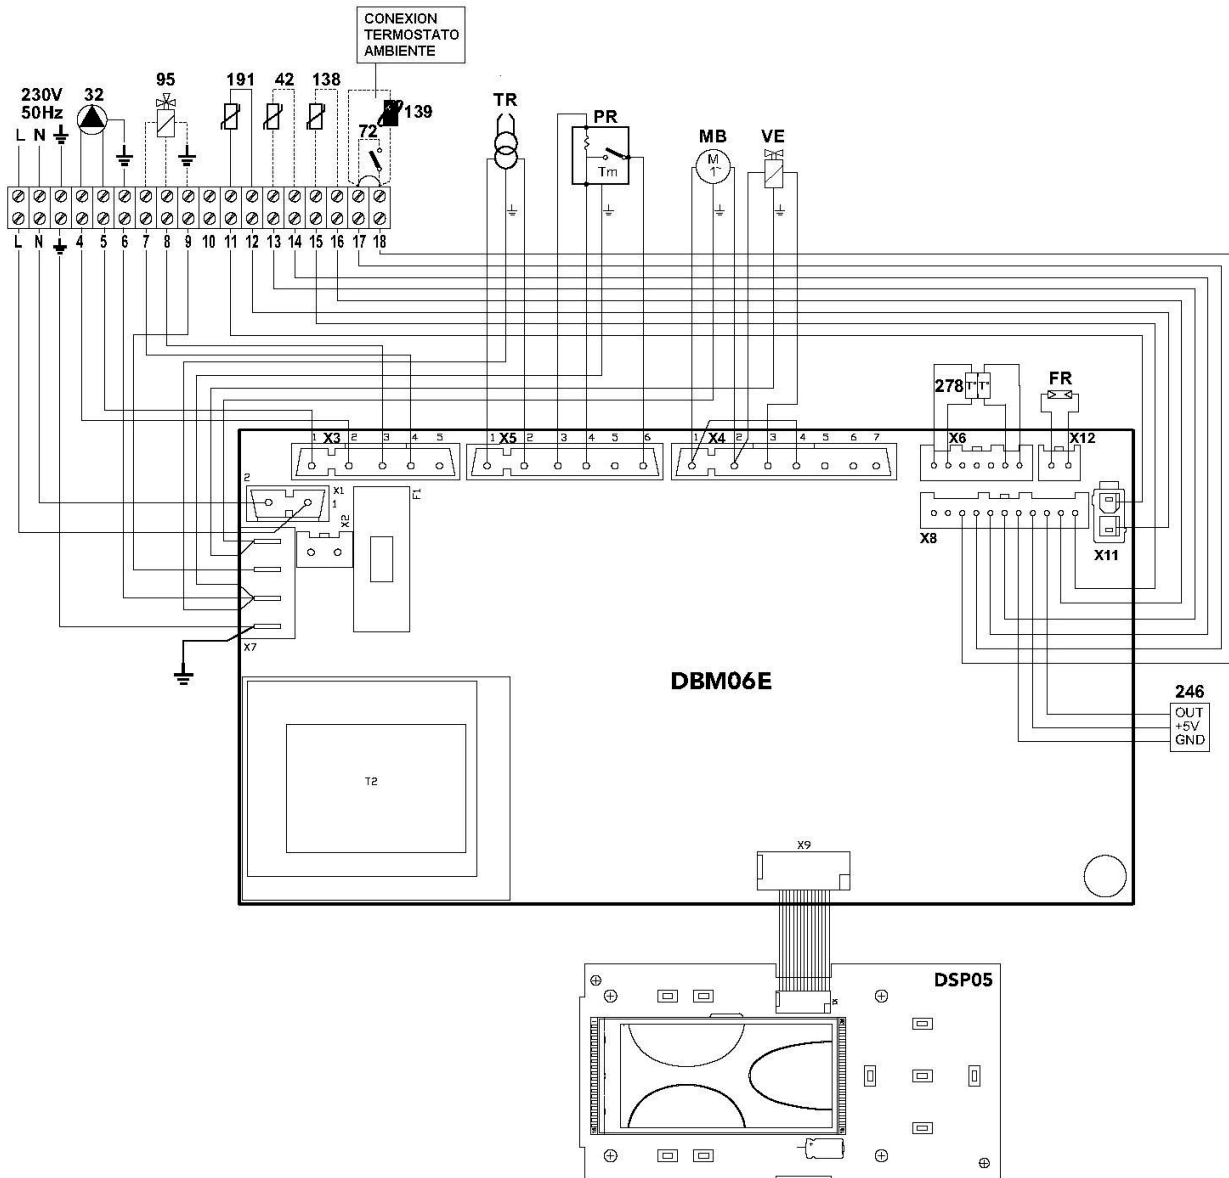 CONEXION
TERMOSTATO
AMBIENTE
230V
50Hz
32
95
191
42
138
139
72
TR
PR
Tm
MB
M
1~
VE
L N
L N 4 5 6 7 8 9 10 11 12 13 14 15 16 17 18
278
T° T°
FR
1 X3 2 3 4 5
1 X5 2 3 4 5 6
1 X4 2 3 4 5 6 7
X6
X12
2
X1
1
X2
F1
X8
X11
X7
DBM06E
246
OUT
+5V
GND
T2
X9
DSP05